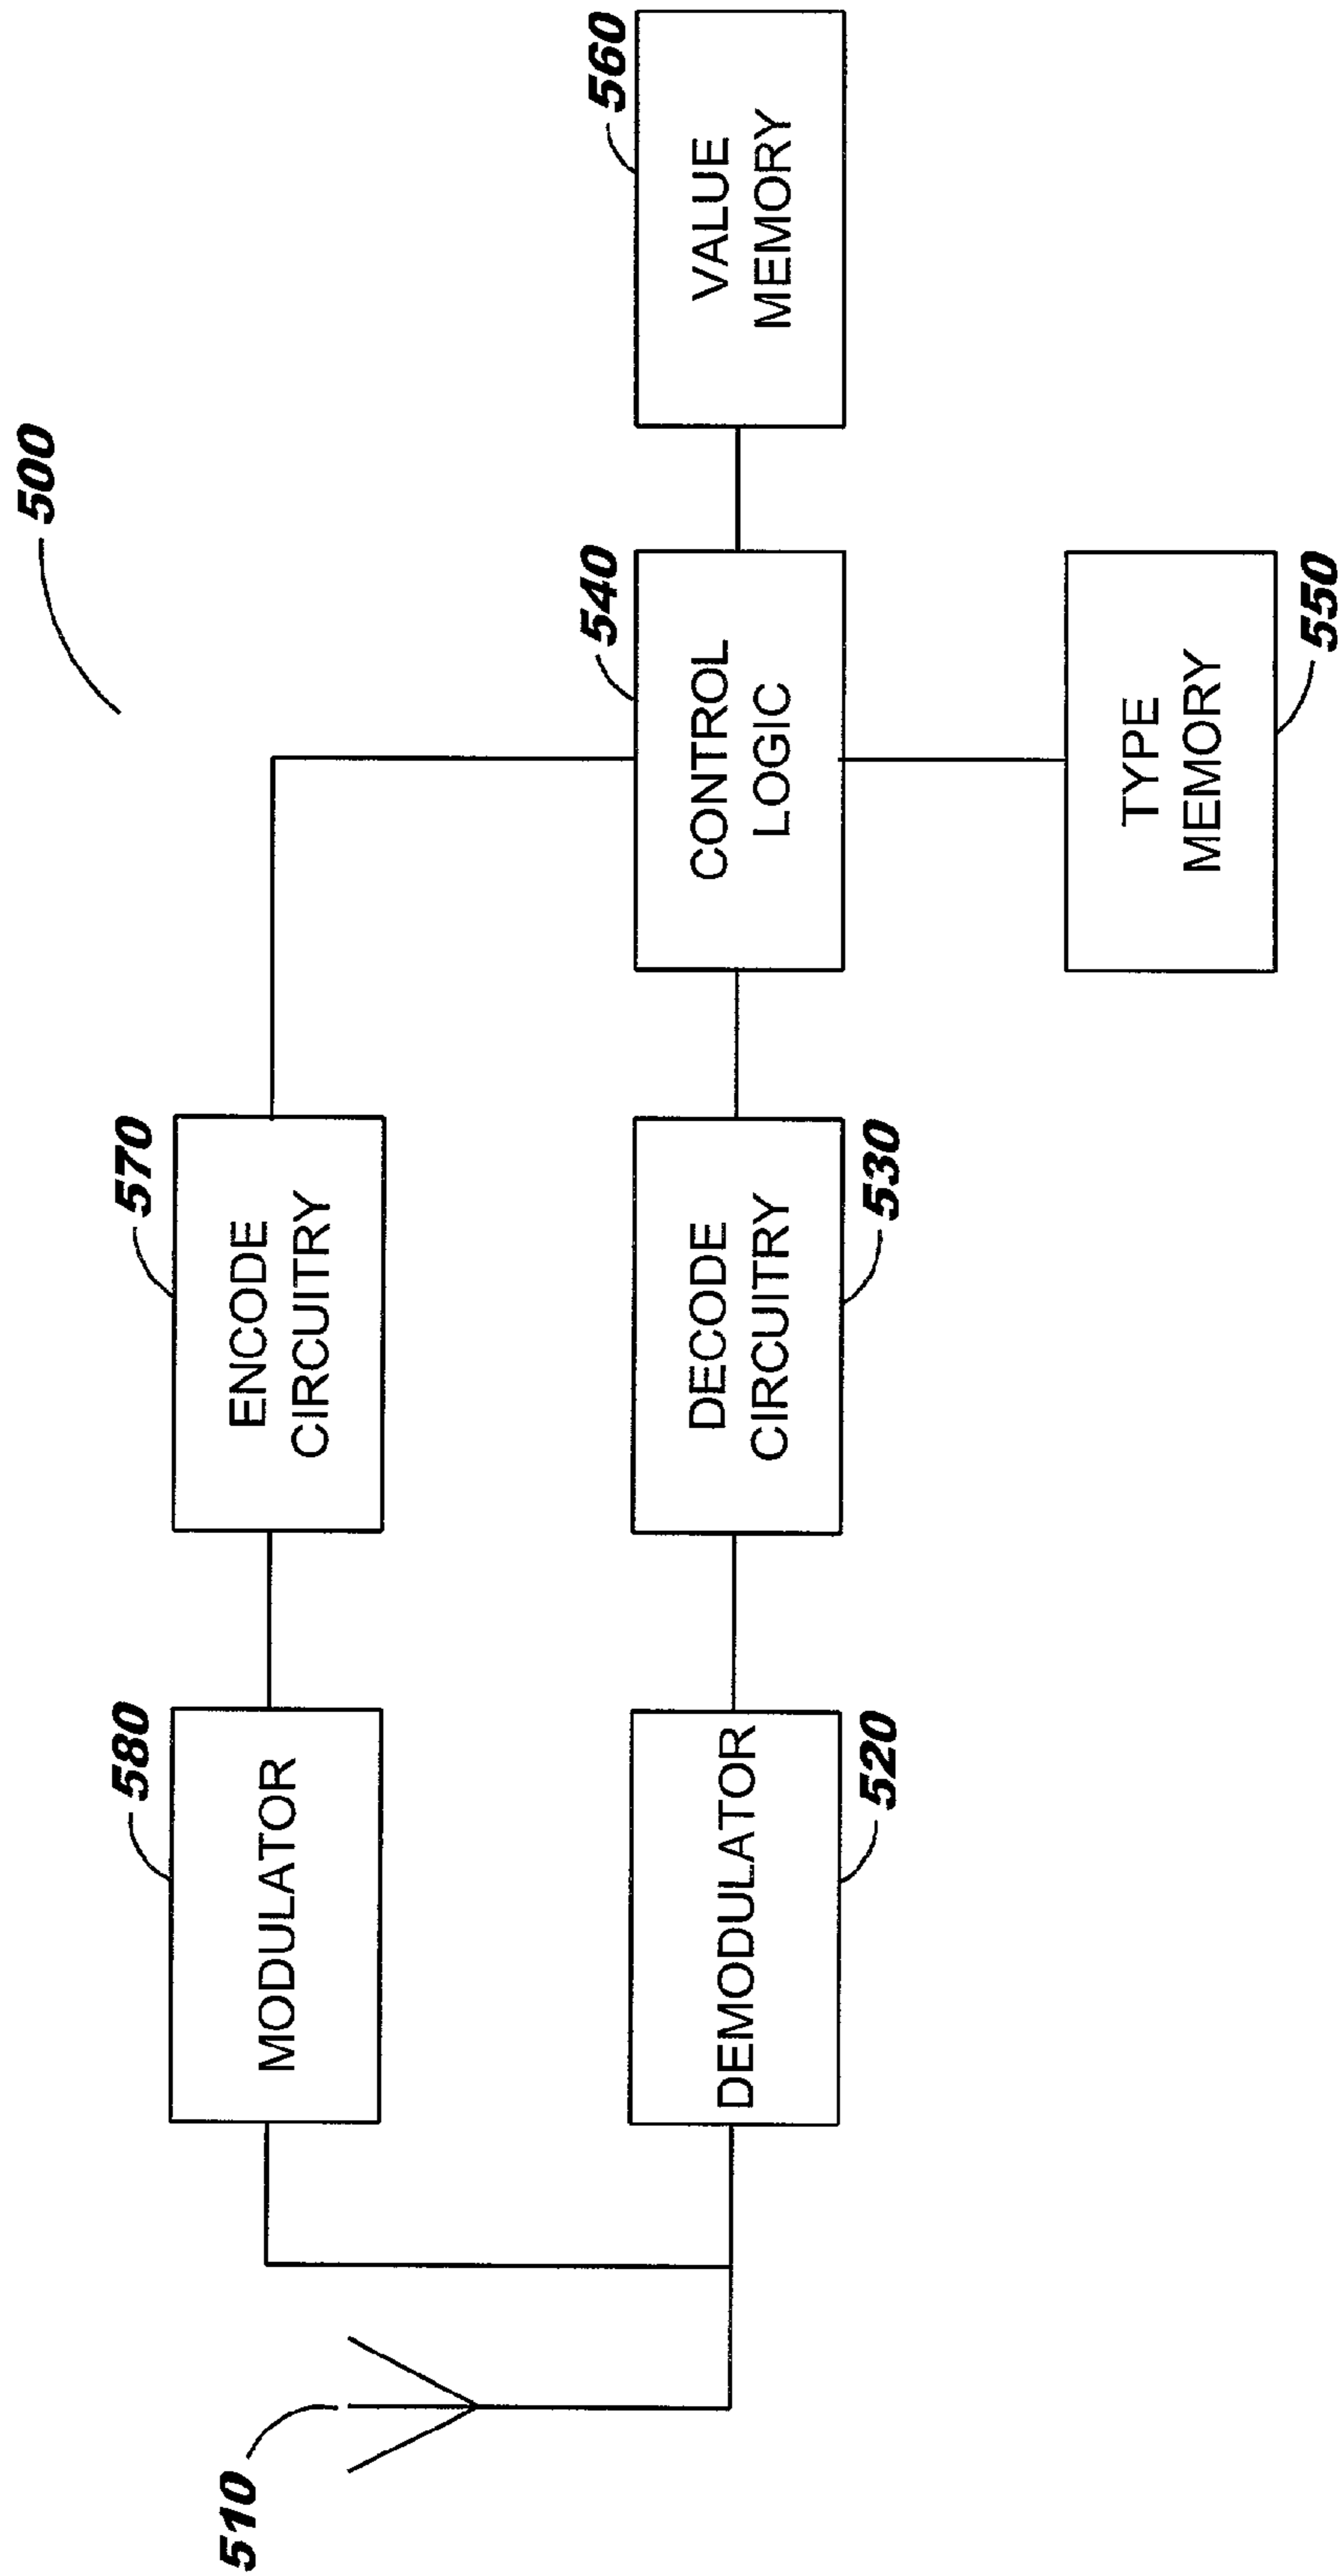 500
510
580
MODULATOR
570
ENCODE
CIRCUITRY
540
CONTROL
LOGIC
560
VALUE
MEMORY
DEMODULATOR
520
DECODE
CIRCUITRY
530
TYPE
MEMORY
550